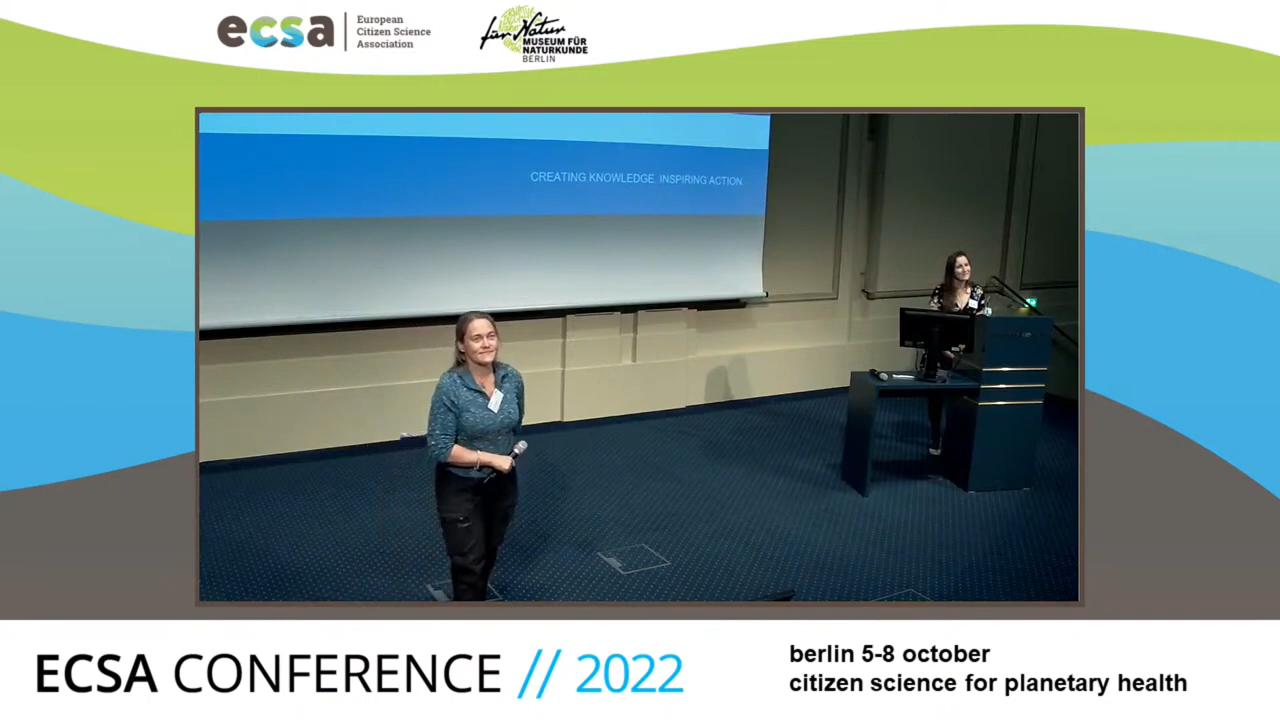 ecsa
European
Citizen Science
Association
für Natur
MUSEUM FÜR
NATURKUNDE
BERLIN
CREATING KNOWLEDGE. INSPIRING ACTION
ECSA CONFERENCE // 2022
berlin 5-8 october
citizen science for planetary health